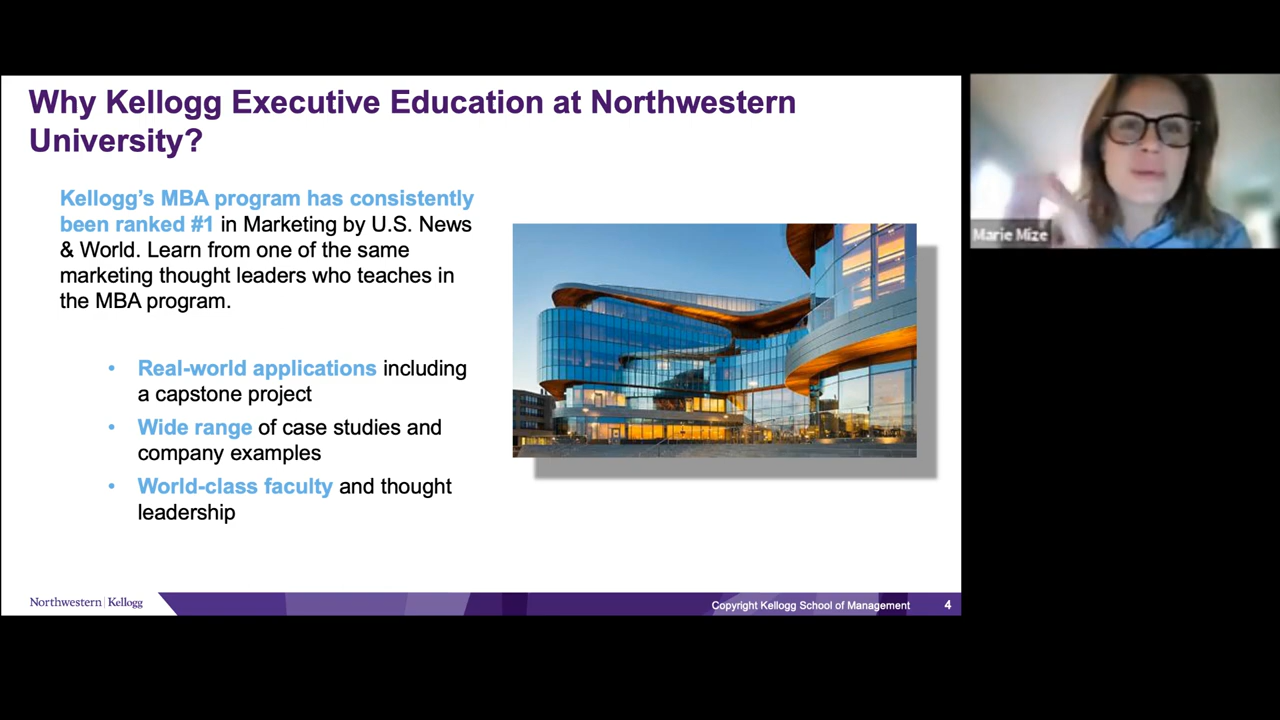 Why Kellogg Executive Education at Northwestern
University?
Kellogg’s MBA program has consistently
been ranked #1 in Marketing by U.S. News
& World. Learn from one of the same
marketing thought leaders who teaches in
the MBA program.
• Real-world applications including
a capstone project
• Wide range of case studies and
company examples
• World-class faculty and thought
leadership
Northwestern | Kellogg
Copyright Kellogg School of Management
4
Marie Mize